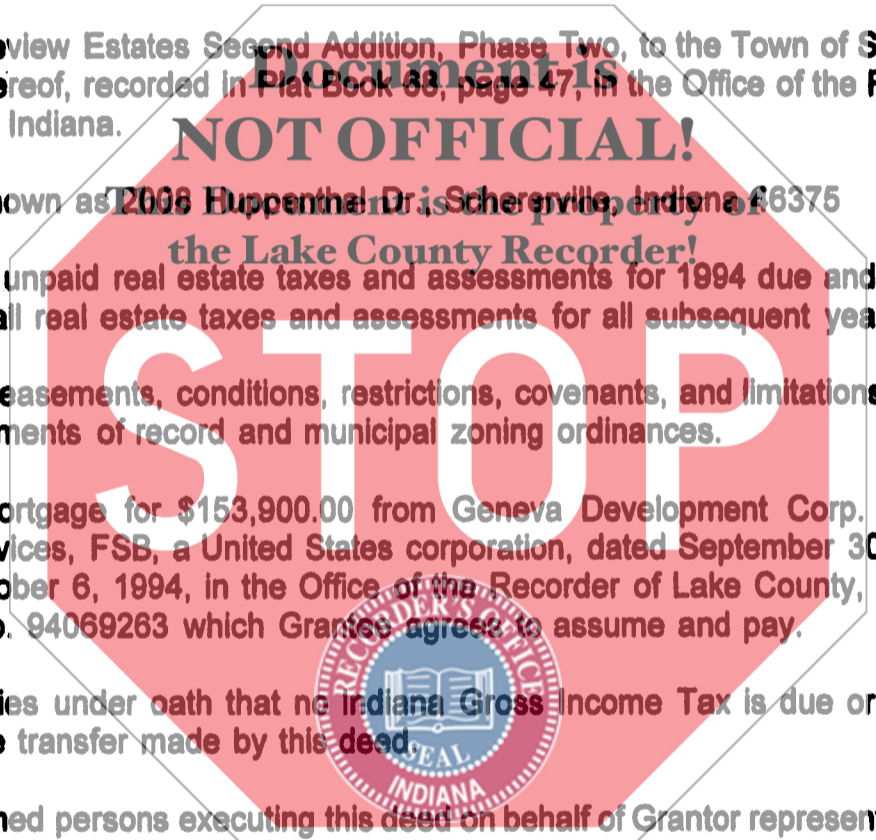 view Estates Second Addition, Phase Two, to the Town of S
Document is
ereof, recorded in Plat Book 68, page 47, in the Office of the R
Indiana.
NOT OFFICIAL!
own as 2008 Huppenthal Dr., Schererville, Indiana 46375
This Document is the property of
the Lake County Recorder!
unpaid real estate taxes and assessments for 1994 due and
all real estate taxes and assessments for all subsequent yea
STOP
easements, conditions, restrictions, covenants, and limitations
ments of record and municipal zoning ordinances.
ortgage for $153,900.00 from Geneva Development Corp.
vices, FSB, a United States corporation, dated September 30
ober 6, 1994, in the Office of the Recorder of Lake County,
o. 94069263 which Grantee agrees to assume and pay.
RECORDER'S OFFICE
ies under oath that no Indiana Gross Income Tax is due or
e transfer made by this deed.
SEAL
INDIANA
ned persons executing this deed on behalf of Grantor represen